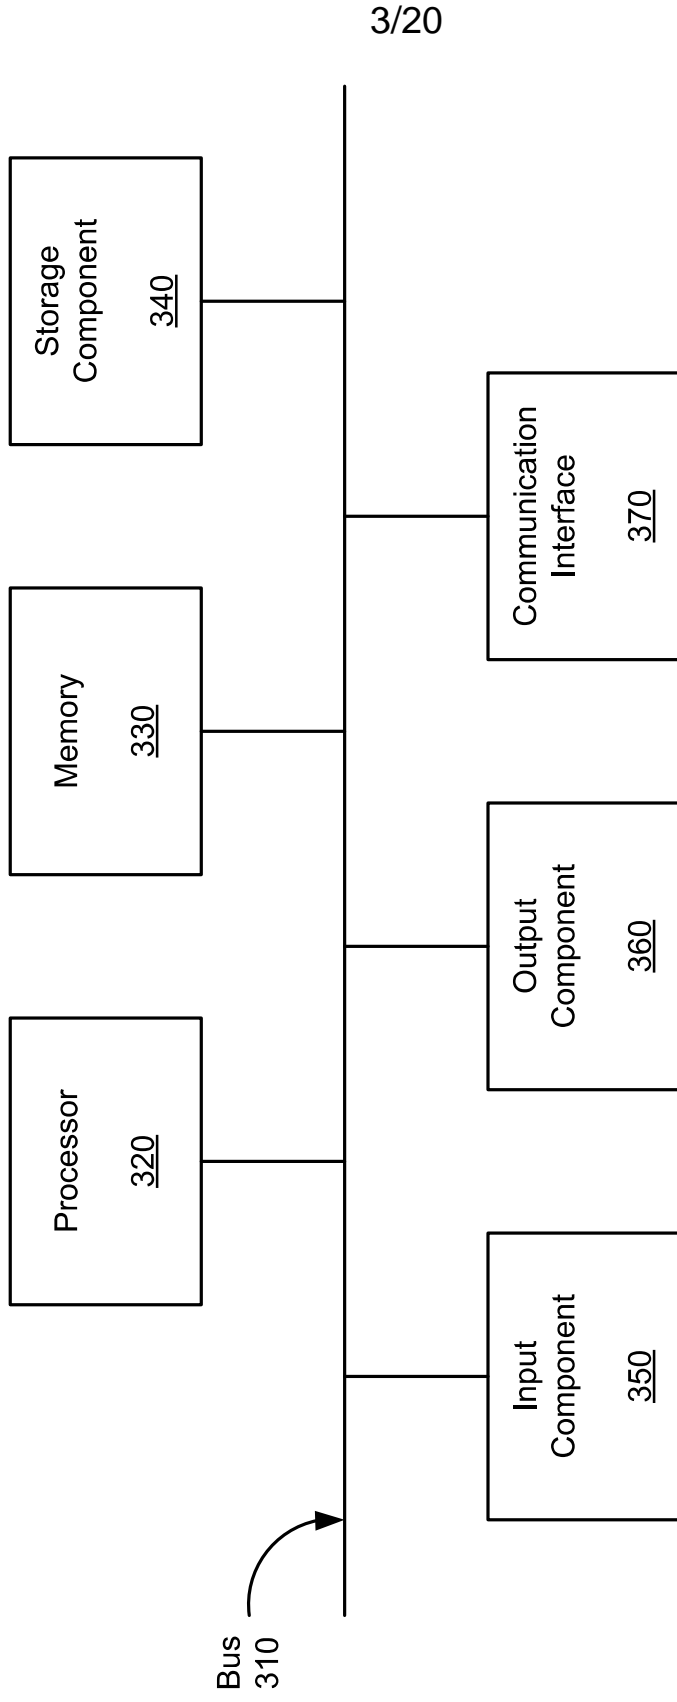 3/20
Processor
320
Memory
330
Storage
Component
340
Bus
310
Input
Component
350
Output
Component
360
Communication
Interface
370